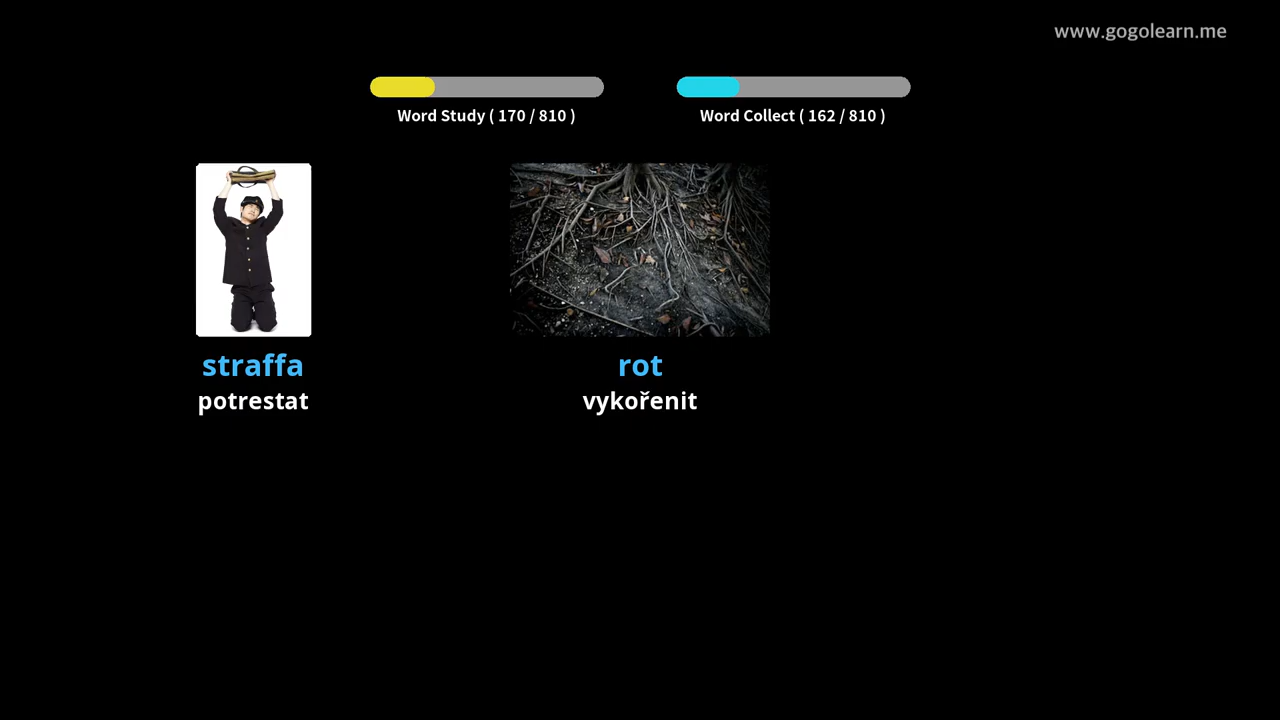 www.gogolearn.me
Word Study ( 170 / 810 )
Word Collect ( 162 / 810 )
straffa
potrestat
rot
vykořenit